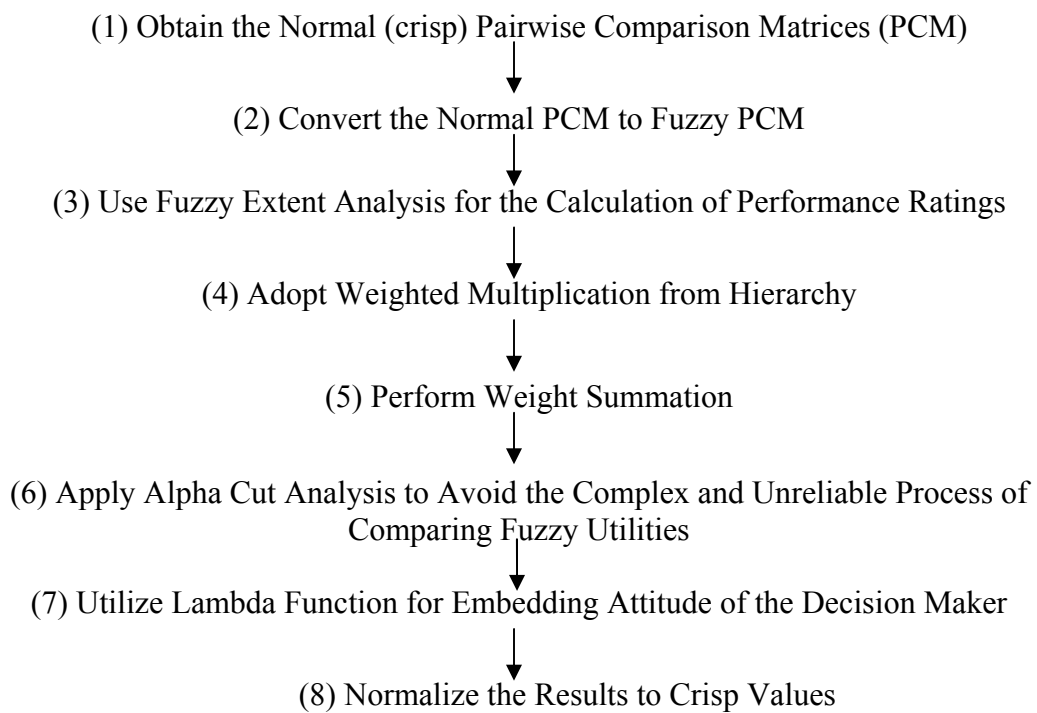 (1) Obtain the Normal (crisp) Pairwise Comparison Matrices (PCM)
(2) Convert the Normal PCM to Fuzzy PCM
(3) Use Fuzzy Extent Analysis for the Calculation of Performance Ratings
(4) Adopt Weighted Multiplication from Hierarchy
(5) Perform Weight Summation
(6) Apply Alpha Cut Analysis to Avoid the Complex and Unreliable Process of
Comparing Fuzzy Utilities
(7) Utilize Lambda Function for Embedding Attitude of the Decision Maker
(8) Normalize the Results to Crisp Values